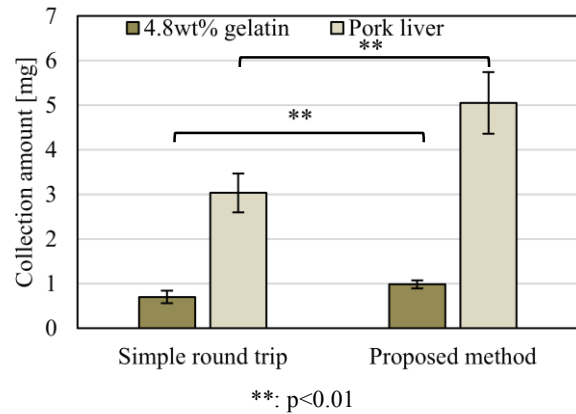 7
4.8wt% gelatin Pork liver
6
**
5
**
4
3
2
1
0
Collection amount [mg]
Simple round trip Proposed method
**: p<0.01